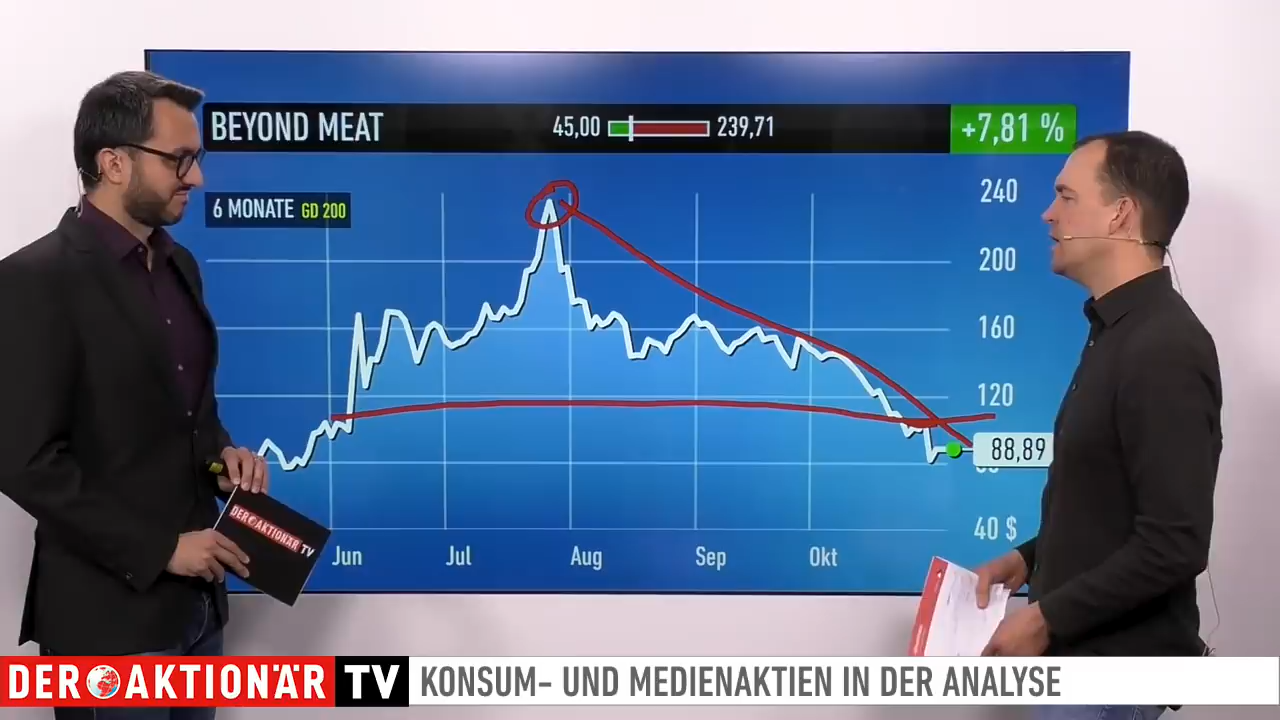 BEYOND MEAT
45,00 239,71
+7,81 %
6 MONATE GD 200
240
200
160
120
88,89
80
40 $
Jun Jul Aug Sep Okt
DER AKTIONÄR TV
DER AKTIONÄR TV KONSUM- UND MEDIENAKTIEN IN DER ANALYSE